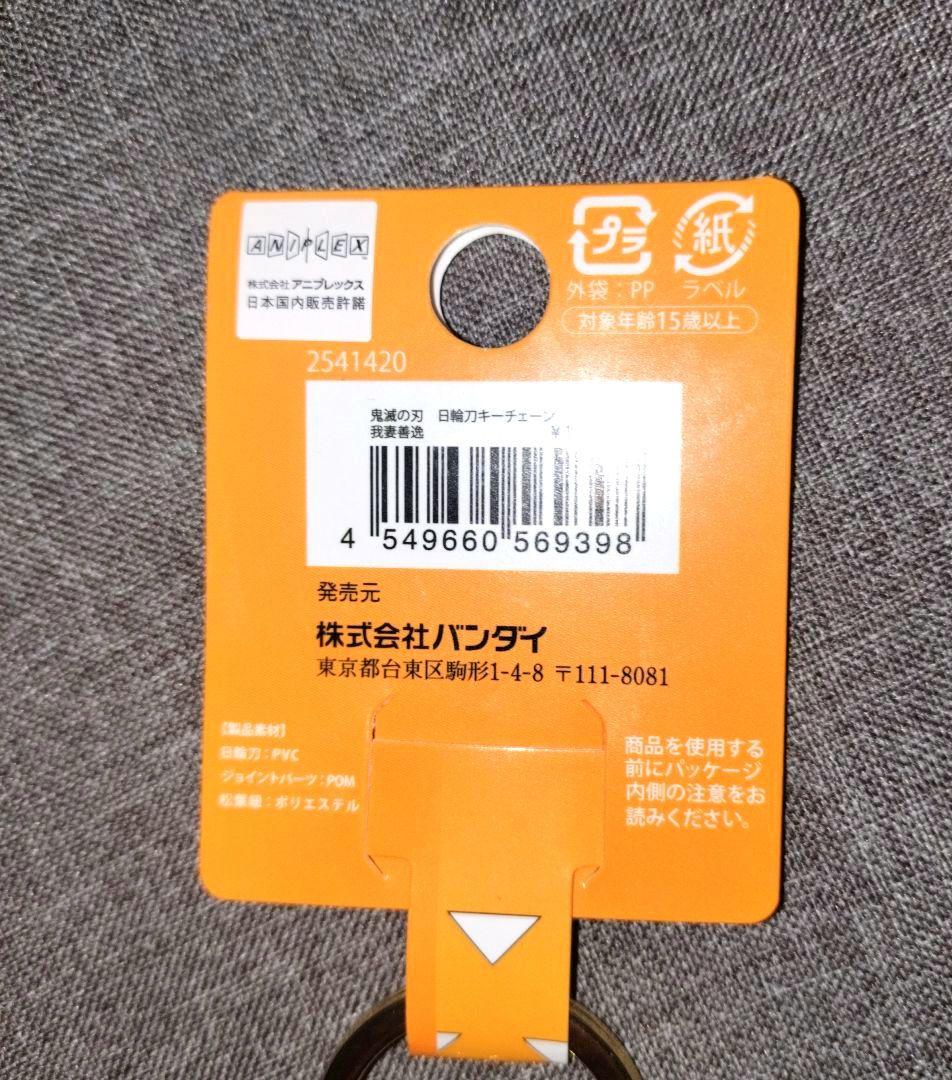 ANIPLEX
株式会社 アニプレックス
日本国内販売許諾
プラ
紙
外袋：PP ラベル
対象年齢15歳以上
2541420
鬼滅の刃 日輪刀キーチェーン
我妻善逸
4 549660 569398
発売元
株式会社バンダイ
東京都台東区駒形1-4-8 〒111-8081
【製品素材】
日輪刀：PVC
ジョイントパーツ：POM
松葉紐：ポリエステル
商品を使用する
前にパッケージ
内側の注意をお
読みください。